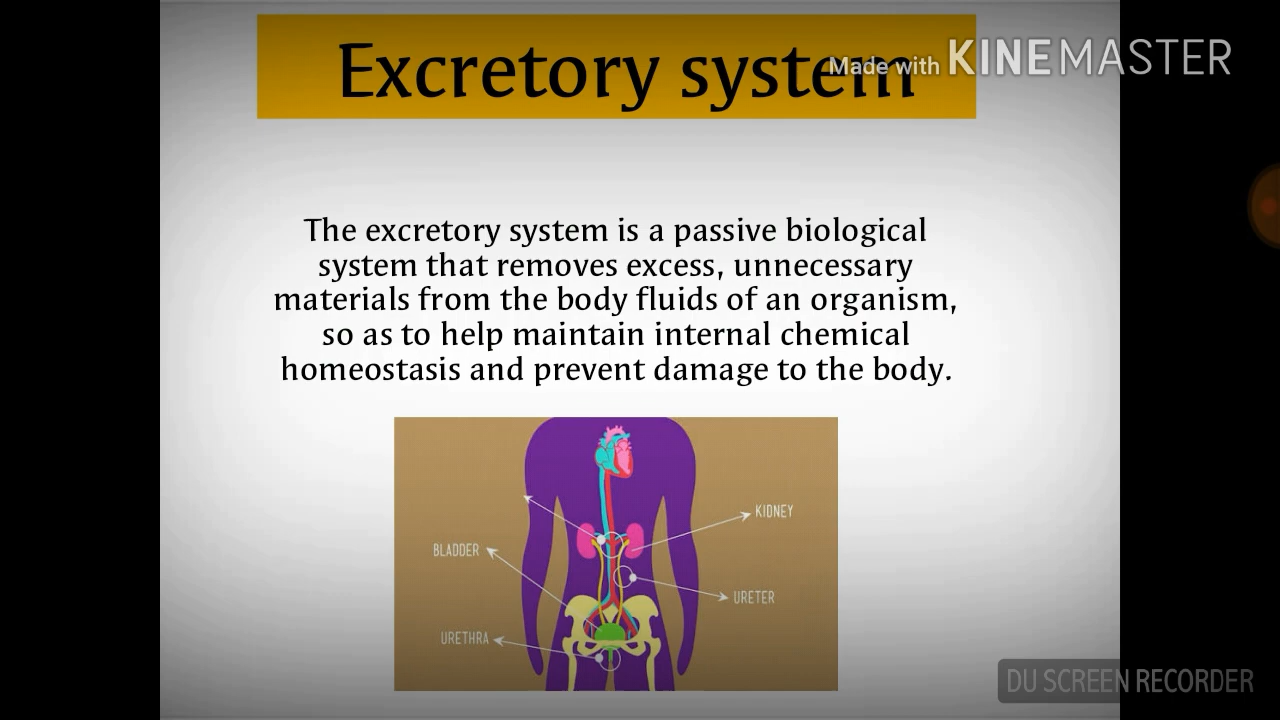 Excretory system
Made with KINEMASTER
The excretory system is a passive biological
system that removes excess, unnecessary
materials from the body fluids of an organism,
so as to help maintain internal chemical
homeostasis and prevent damage to the body.
KIDNEY
BLADDER
URETER
URETHRA
DU SCREEN RECORDER